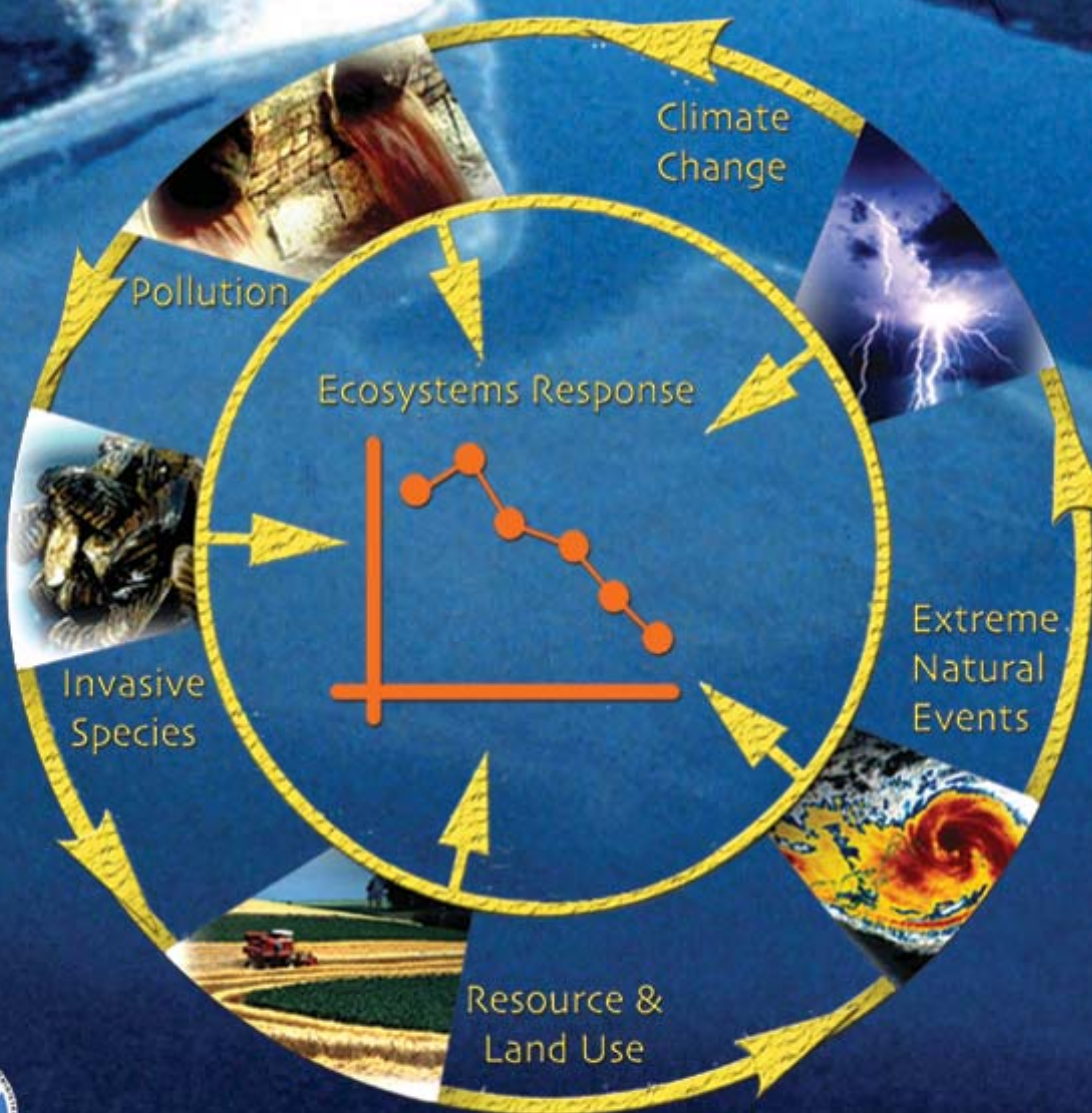 Climate
Change
Pollution
Ecosystems Response
Extreme
Natural
Events
Invasive
Species
Resource &
Land Use